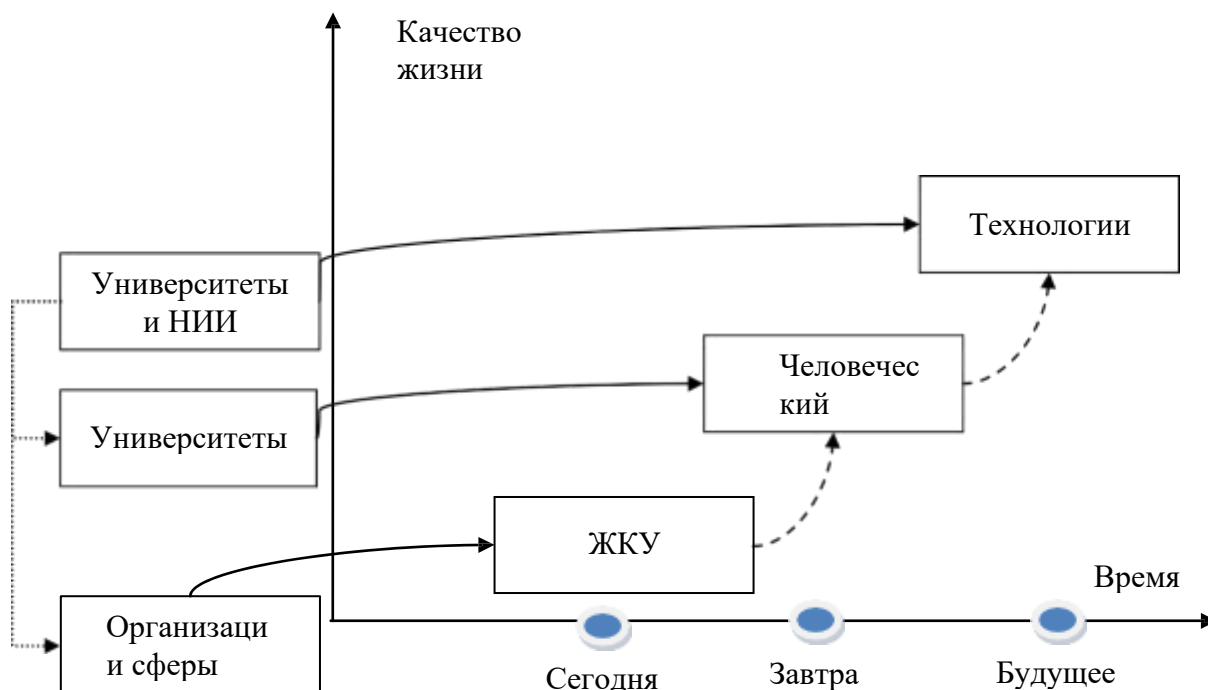 Качество
жизни
Технологии
Университеты
и НИИ
Человечес
кий
Университеты
ЖКУ
Время
Организаци
и сферы
Сегодня
Завтра
Будущее